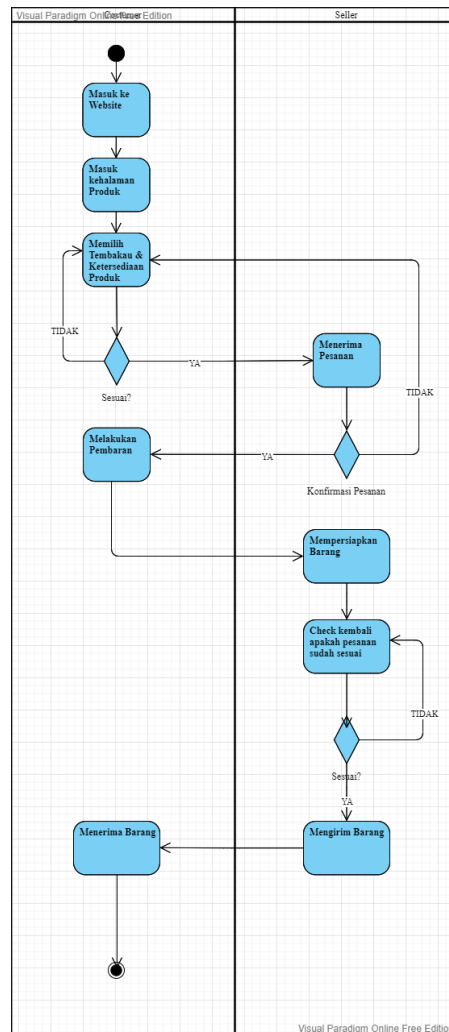 Visual Paradigm Online Free Edition
Customer
Seller
Masuk ke
Website
Masuk
kehalaman
Produk
Memilih
Tembakau &
Ketersediaan
Produk
TIDAK
YA
Sesuai?
Menerima
Pesanan
TIDAK
Melakukan
Pembaran
YA
Konfirmasi Pesanan
Mempersiapkan
Barang
Check kembali
apakah pesanan
sudah sesuai
TIDAK
Sesuai?
YA
Menerima Barang
Mengirim Barang
Visual Paradigm Online Free Edition